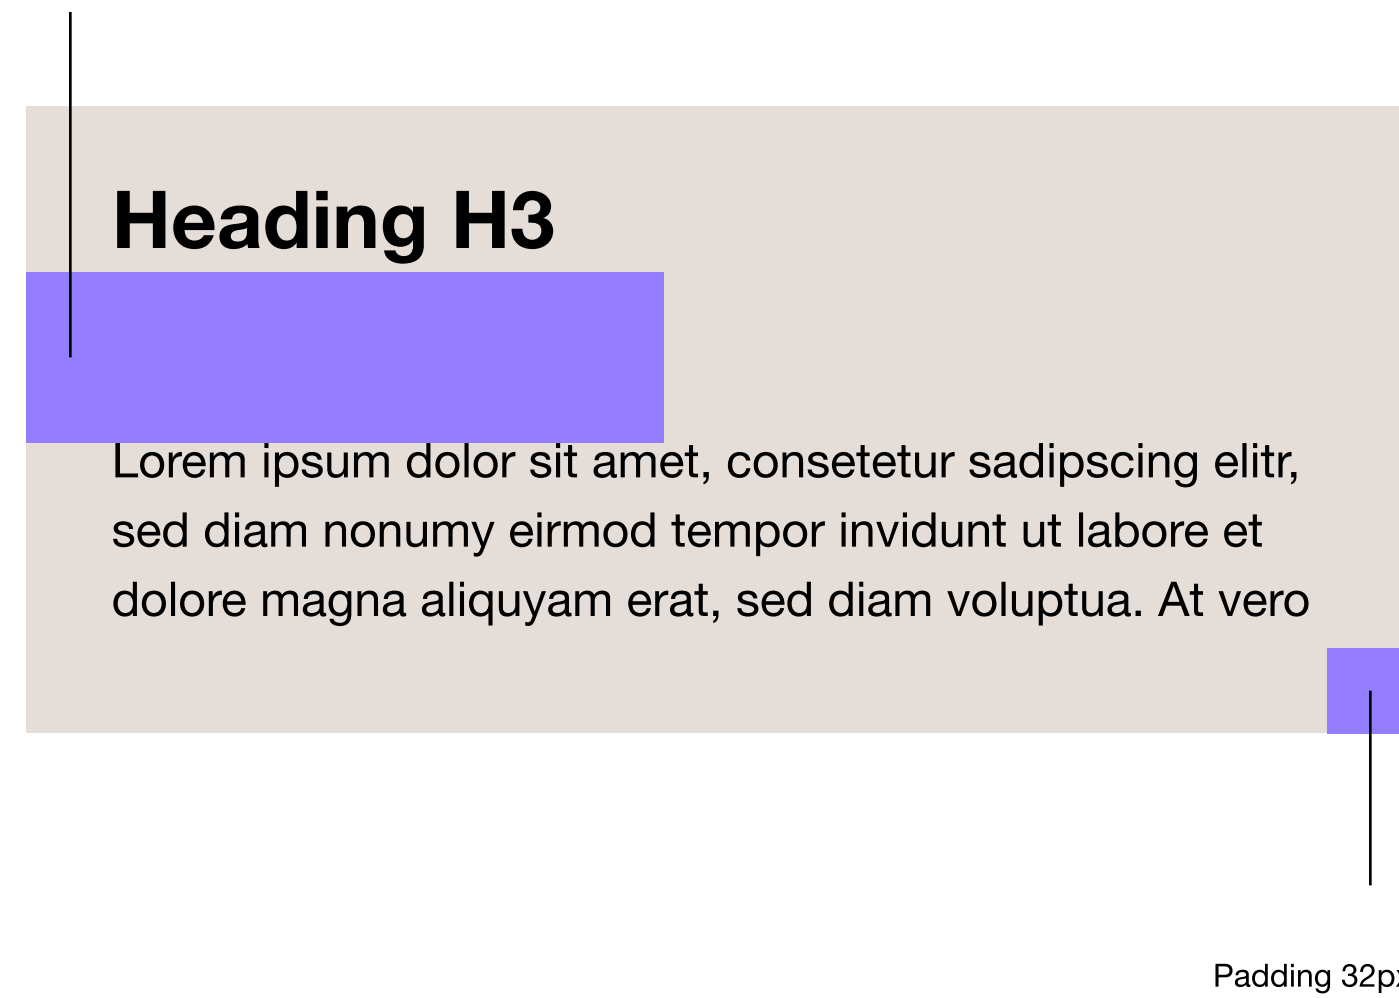 Heading H3
Lorem ipsum dolor sit amet, consetetur sadipscing elitr,
sed diam nonumy eirmod tempor invidunt ut labore et
dolore magna aliquyam erat, sed diam voluptua. At vero
Padding 32px